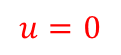 u = 0